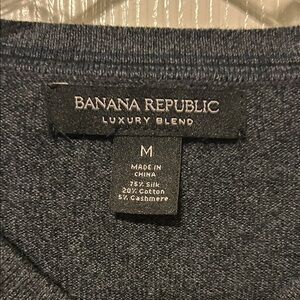 BANANA REPUBLIC
LUXURY BLEND
M
MADE IN
CHINA
75% Silk
20% Cotton
5% Cashmere